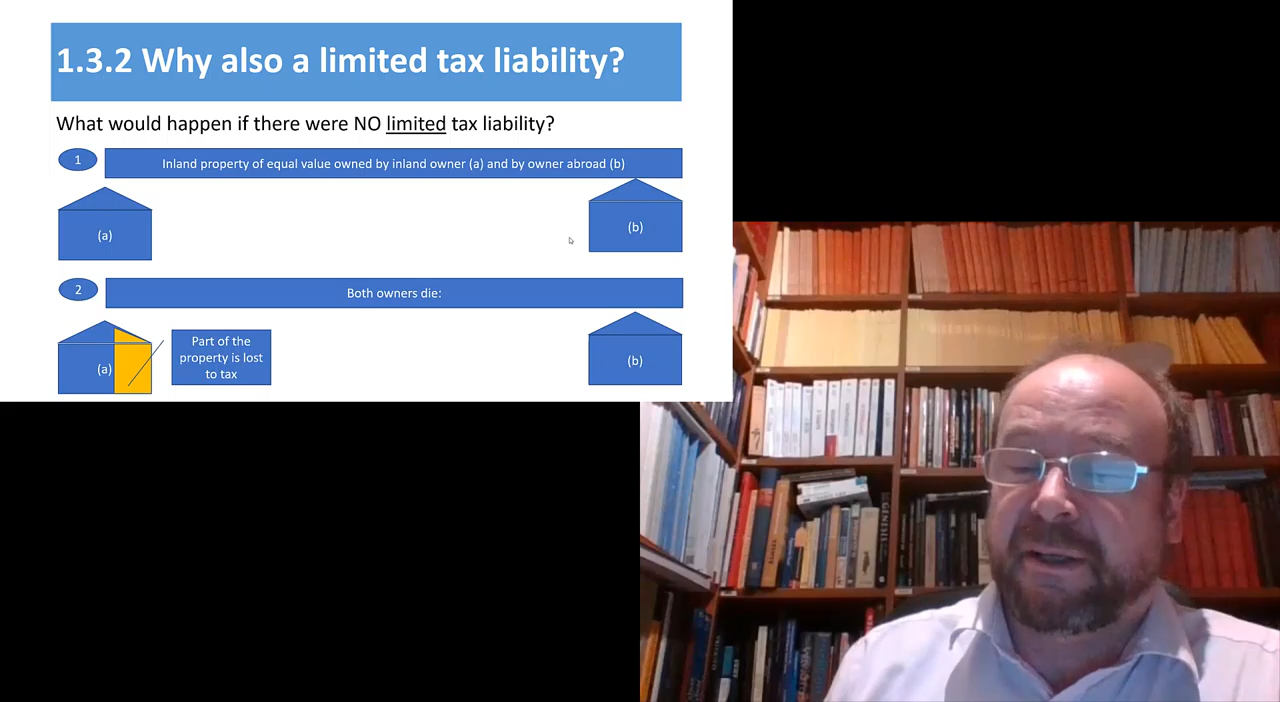 1.3.2 Why also a limited tax liability?
What would happen if there were NO limited tax liability?
1
Inland property of equal value owned by inland owner (a) and by owner abroad (b)
(a)
(b)
2
Both owners die:
(a)
Part of the
property is lost
to tax
(b)
GENESIS